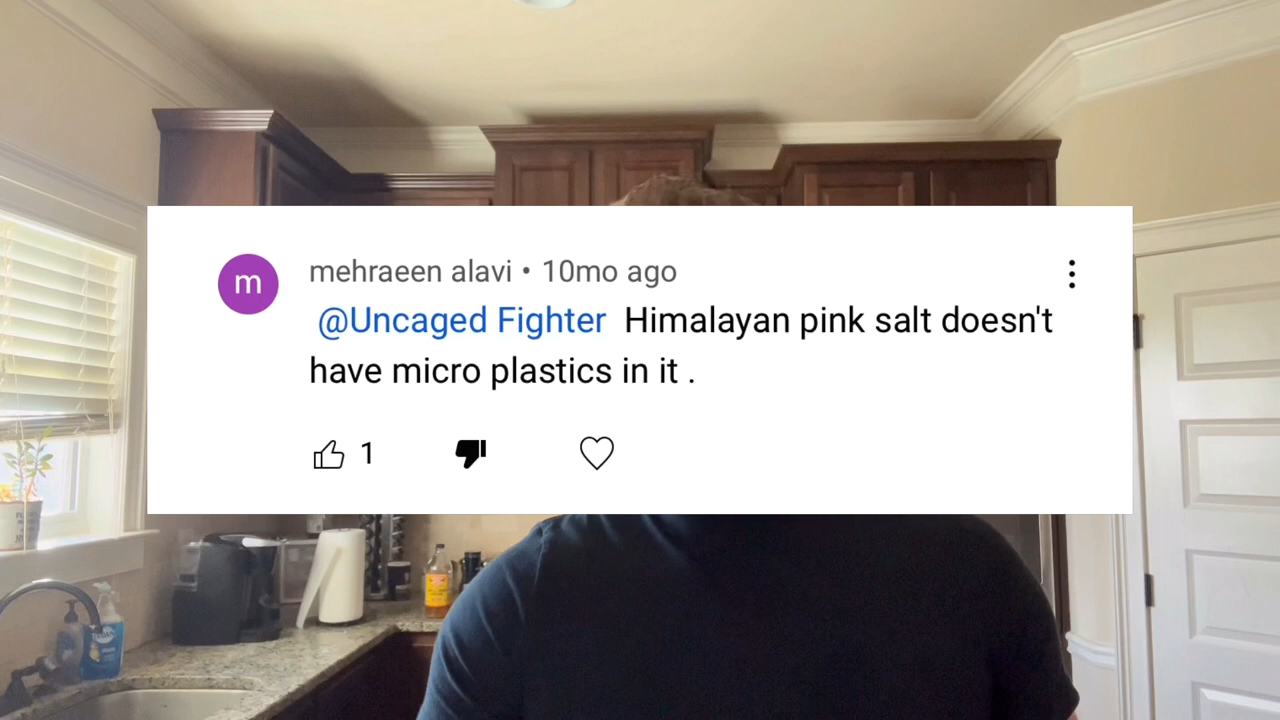 m
mehraeen alavi • 10mo ago
@Uncaged Fighter Himalayan pink salt doesn't
have micro plastics in it .
1